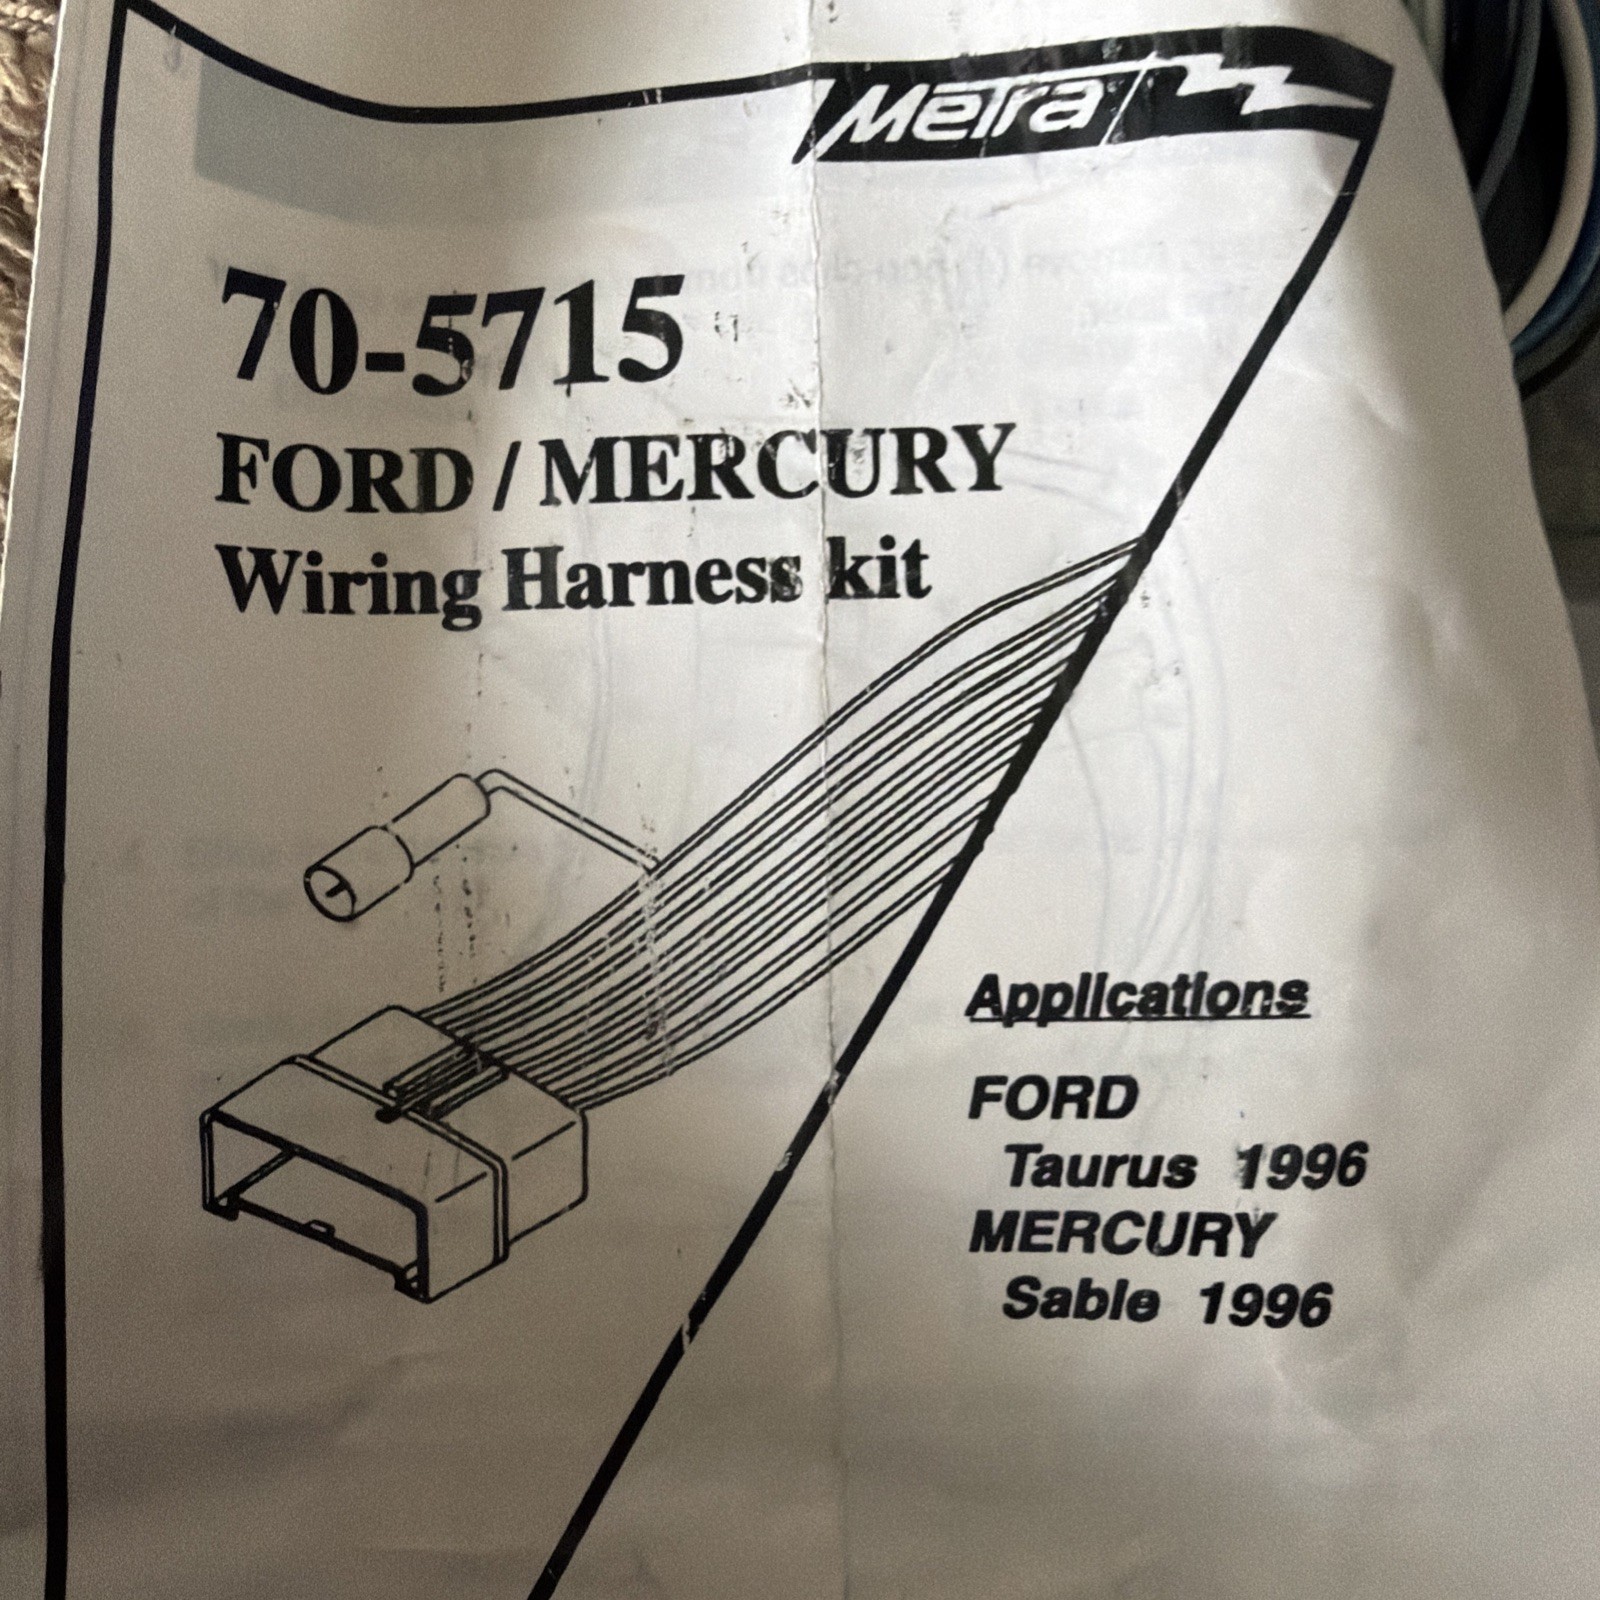 Metra
70-5715
FORD / MERCURY
Wiring Harness kit
Applications
FORD
Taurus 1996
MERCURY
Sable 1996